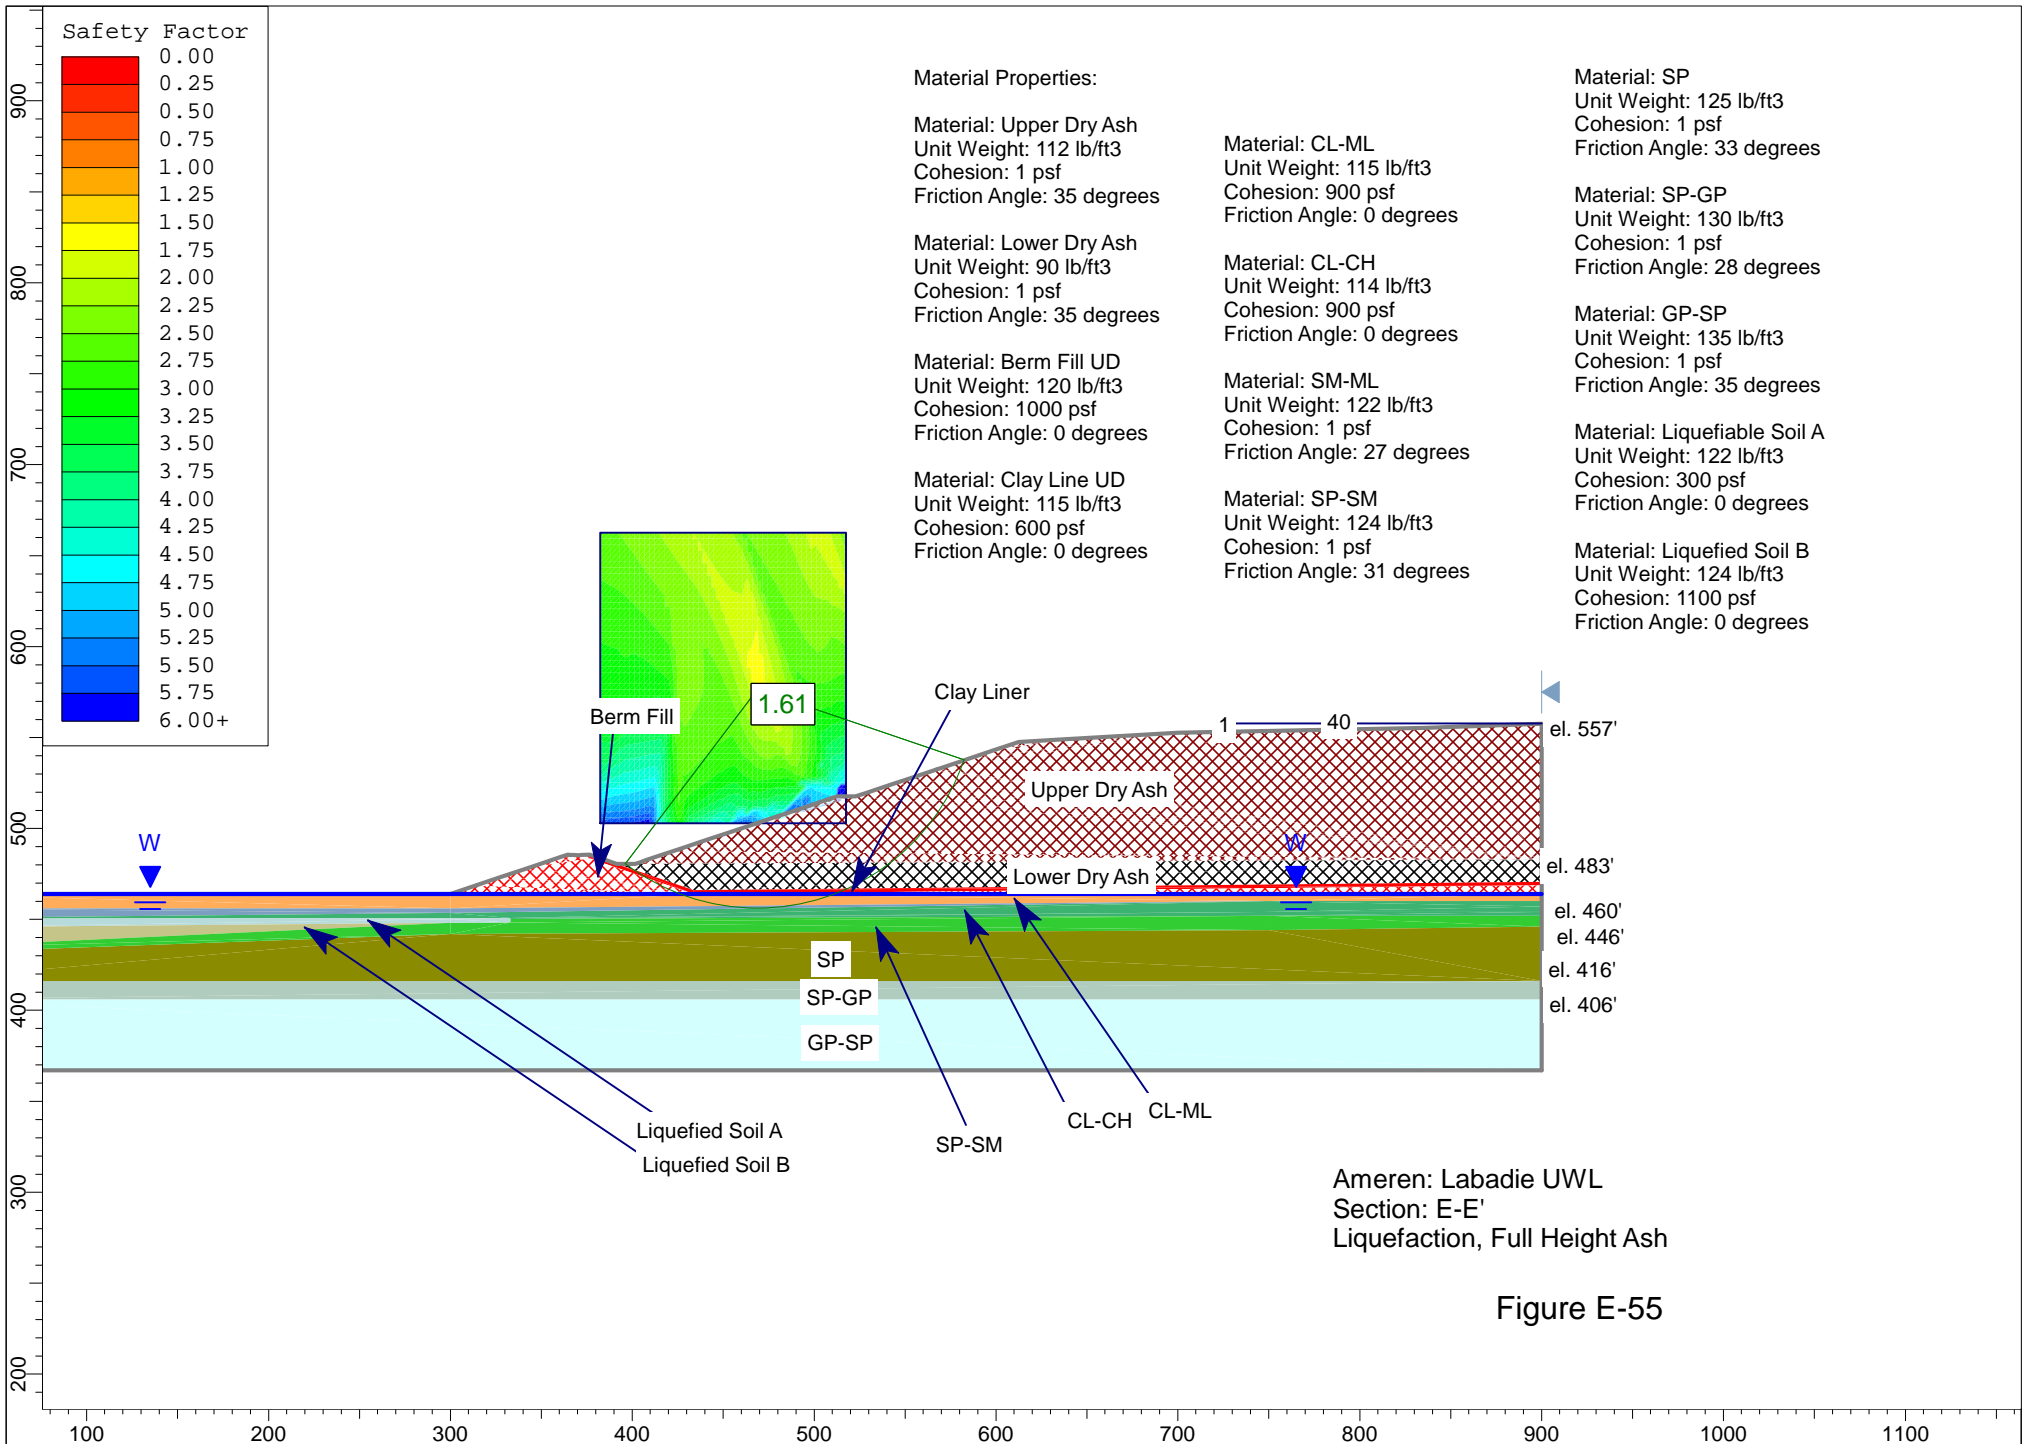 Safety Factor
0.00
0.25
0.50
0.75
1.00
1.25
1.50
1.75
2.00
2.25
2.50
2.75
3.00
3.25
3.50
3.75
4.00
4.25
4.50
4.75
5.00
5.25
5.50
5.75
6.00+
Material Properties:
Material: Upper Dry Ash
Unit Weight: 112 lb/ft3
Cohesion: 1 psf
Friction Angle: 35 degrees
Material: Lower Dry Ash
Unit Weight: 90 lb/ft3
Cohesion: 1 psf
Friction Angle: 35 degrees
Material: Berm Fill UD
Unit Weight: 120 lb/ft3
Cohesion: 1000 psf
Friction Angle: 0 degrees
Material: Clay Line UD
Unit Weight: 115 lb/ft3
Cohesion: 600 psf
Friction Angle: 0 degrees
Material: CL-ML
Unit Weight: 115 lb/ft3
Cohesion: 900 psf
Friction Angle: 0 degrees
Material: CL-CH
Unit Weight: 114 lb/ft3
Cohesion: 900 psf
Friction Angle: 0 degrees
Material: SM-ML
Unit Weight: 122 lb/ft3
Cohesion: 1 psf
Friction Angle: 27 degrees
Material: SP-SM
Unit Weight: 124 lb/ft3
Cohesion: 1 psf
Friction Angle: 31 degrees
Material: SP
Unit Weight: 125 lb/ft3
Cohesion: 1 psf
Friction Angle: 33 degrees
Material: SP-GP
Unit Weight: 130 lb/ft3
Cohesion: 1 psf
Friction Angle: 28 degrees
Material: GP-SP
Unit Weight: 135 lb/ft3
Cohesion: 1 psf
Friction Angle: 35 degrees
Material: Liquefiable Soil A
Unit Weight: 122 lb/ft3
Cohesion: 300 psf
Friction Angle: 0 degrees
Material: Liquefied Soil B
Unit Weight: 124 lb/ft3
Cohesion: 1100 psf
Friction Angle: 0 degrees
900
800
700
600
500
400
300
200
Berm Fill
1.61
Clay Liner
1
40
el. 557'
Upper Dry Ash
W
W
Lower Dry Ash
el. 483'
el. 460'
el. 446'
SP
el. 416'
SP-GP
el. 406'
GP-SP
Liquefied Soil A
Liquefied Soil B
SP-SM
CL-CH
CL-ML
Ameren: Labadie UWL
Section: E-E'
Liquefaction, Full Height Ash
Figure E-55
100
200
300
400
500
600
700
800
900
1000
1100